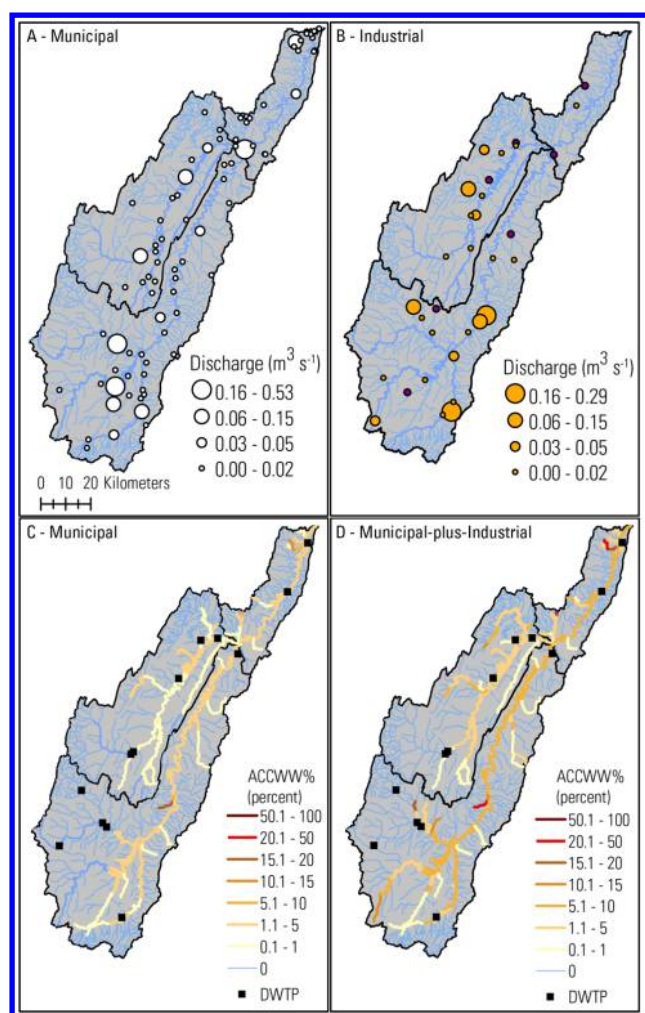 A - Municipal
B - Industrial
Discharge (m³ s⁻¹)
0.16 - 0.53
0.06 - 0.15
0.03 - 0.05
0.00 - 0.02
0 10 20 Kilometers
Discharge (m³ s⁻¹)
0.16 - 0.29
0.06 - 0.15
0.03 - 0.05
0.00 - 0.02
C - Municipal
D - Municipal-plus-Industrial
ACCWW%
(percent)
50.1 - 100
20.1 - 50
15.1 - 20
10.1 - 15
5.1 - 10
1.1 - 5
0.1 - 1
0
DWTP
ACCWW%
(percent)
50.1 - 100
20.1 - 50
15.1 - 20
10.1 - 15
5.1 - 10
1.1 - 5
0.1 - 1
0
DWTP